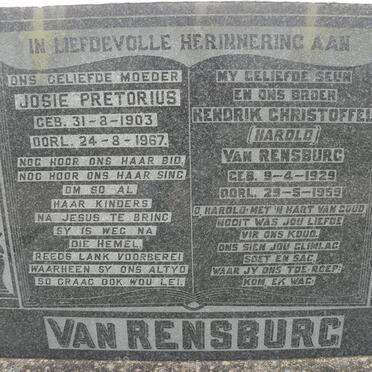 IN LIEFDEVOLLE HERINNERING AAN
ONS GELIEFDE MOEDER
JOSIE PRETORIUS
GEB. 31-8-1903
OORL. 24-8-1967.
NOG HOOR ONS HAAR BID,
NOG HOOR ONS HAAR SING
OM SO AL
HAAR KINDERS
NA JESUS TE BRING
SY IS WEG NA
DIE HEMEL,
REEDS LANK VOORBEREI
WAARHEEN SY ONS ALTYD
SO GRAAG OOK WOU LEI.
MY GELIEFDE SEUN
EN ONS BROER
HENDRIK CHRISTOFFEL
(HAROLD)
VAN RENSBURG
GEB. 9-4-1929
OORL. 29-5-1959
O, HAROLD MET 'N HART VAN GOUD
NOOIT WAS JOU LIEFDE
VIR ONS KOUD.
ONS SIEN JOU GLIMLAG
SOET EN SAG,
WAAR JY ONS TOE-ROEP:
KOM, EK WAG.
VAN RENSBURG